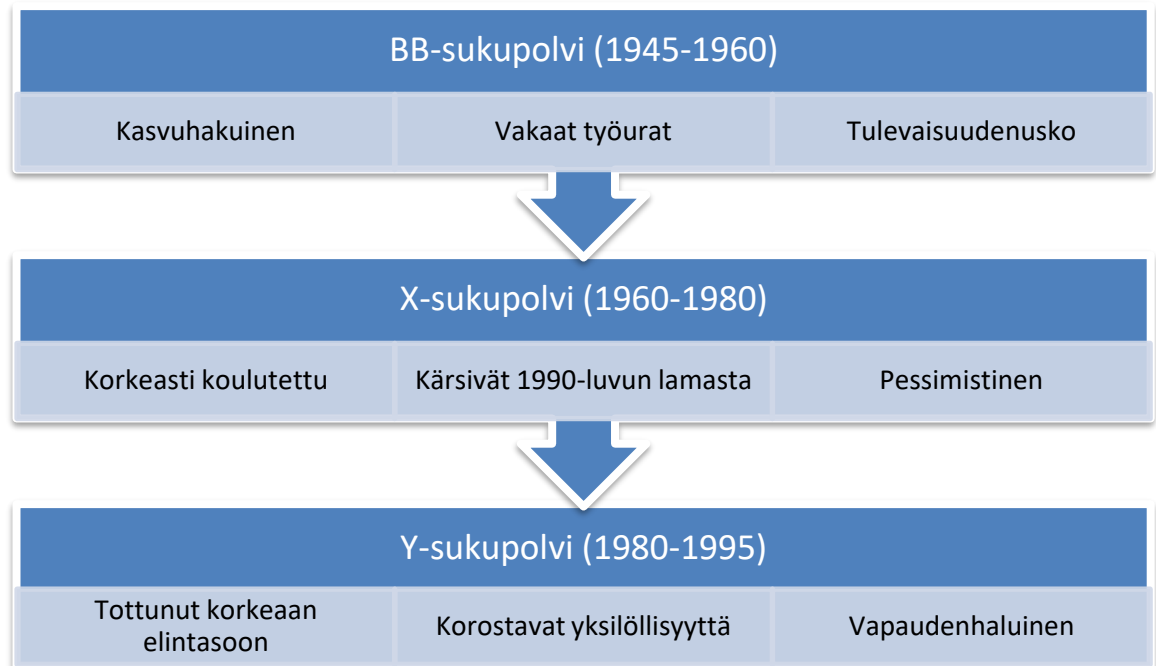 BB-sukupolvi (1945-1960)
Kasvuhakuinen
Vakaat työurat
Tulevaisuudenusko
X-sukupolvi (1960-1980)
Korkeasti koulutettu
Kärsivät 1990-luvun lamasta
Pessimistinen
Y-sukupolvi (1980-1995)
Tottunut korkeaan
elintasoon
Korostavat yksilöllisyyttä
Vapaudenhaluinen